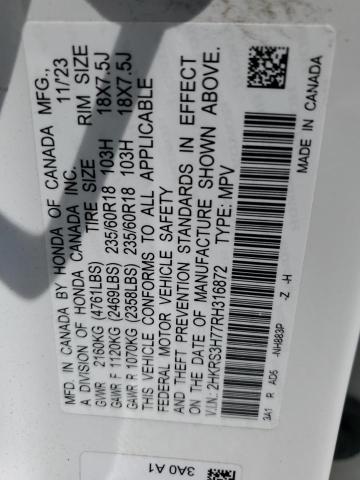 MFD. IN CANADA BY HONDA OF CANADA MFG.,
A DIVISION OF HONDA CANADA INC. 11/23
TIRE SIZE RIM SIZE
GVWR 2160KG (4761LBS)
GAWR F 1120KG (2469LBS) 235/60R18 103H 18X7.5J
GAWR R 1070KG (2358LBS) 235/60R18 103H 18X7.5J
THIS VEHICLE CONFORMS TO ALL APPLICABLE
FEDERAL MOTOR VEHICLE SAFETY
AND THEFT PREVENTION STANDARDS IN EFFECT
ON THE DATE OF MANUFACTURE SHOWN ABOVE.
V.I.N.: 2HKRS3H77RH316872 TYPE: MPV
3A1 R AD5 -NH883P -Z -H
MADE IN CANADA
3A0 A1